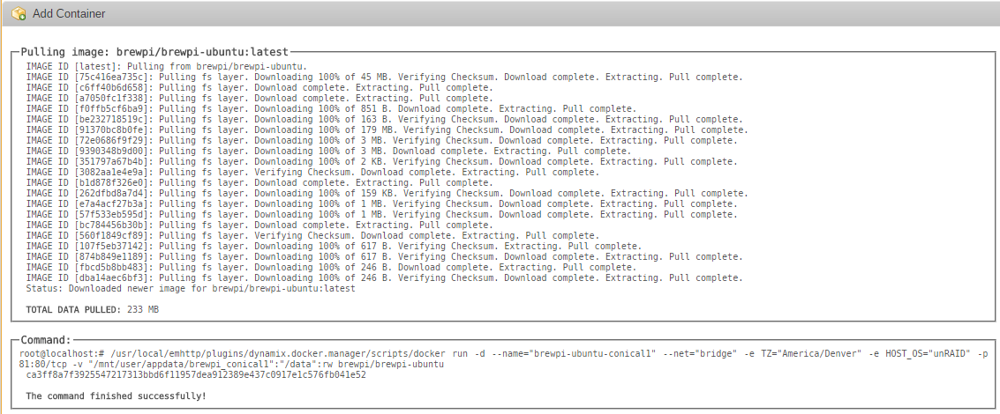 Add Container
Pulling image: brewpi/brewpi-ubuntu:latest
IMAGE ID [latest]: Pulling from brewpi/brewpi-ubuntu.
IMAGE ID [75c416ea735c]: Pulling fs layer. Downloading 100% of 45 MB. Verifying Checksum. Download complete. Extracting. Pull complete.
IMAGE ID [c6ff40b6d658]: Pulling fs layer. Download complete. Extracting. Pull complete.
IMAGE ID [a7050fc1f338]: Pulling fs layer. Download complete. Extracting. Pull complete.
IMAGE ID [f0ffb5cf6ba9]: Pulling fs layer. Downloading 100% of 851 B. Download complete. Extracting. Pull complete.
IMAGE ID [be232718519c]: Pulling fs layer. Downloading 100% of 163 B. Verifying Checksum. Download complete. Extracting. Pull complete.
IMAGE ID [91370bc8b0fe]: Pulling fs layer. Downloading 100% of 179 MB. Verifying Checksum. Download complete. Extracting. Pull complete.
IMAGE ID [72e0686f9f29]: Pulling fs layer. Downloading 100% of 3 MB. Verifying Checksum. Download complete. Extracting. Pull complete.
IMAGE ID [9390348b9d00]: Pulling fs layer. Downloading 100% of 3 MB. Download complete. Extracting. Pull complete.
IMAGE ID [351797a67b4b]: Pulling fs layer. Downloading 100% of 2 KB. Verifying Checksum. Download complete. Extracting. Pull complete.
IMAGE ID [3082aa1e4e9a]: Pulling fs layer. Verifying Checksum. Download complete. Extracting. Pull complete.
IMAGE ID [b1d878f326e0]: Pulling fs layer. Download complete. Extracting. Pull complete.
IMAGE ID [262dfbd8a7d4]: Pulling fs layer. Downloading 100% of 159 KB. Verifying Checksum. Download complete. Extracting. Pull complete.
IMAGE ID [e7a4acf27b3a]: Pulling fs layer. Downloading 100% of 1 MB. Verifying Checksum. Download complete. Extracting. Pull complete.
IMAGE ID [57f533eb595d]: Pulling fs layer. Downloading 100% of 1 MB. Verifying Checksum. Download complete. Extracting. Pull complete.
IMAGE ID [bc784456b30b]: Pulling fs layer. Download complete. Extracting. Pull complete.
IMAGE ID [560f1849cf89]: Pulling fs layer. Verifying Checksum. Download complete. Extracting. Pull complete.
IMAGE ID [107f5eb37142]: Pulling fs layer. Downloading 100% of 617 B. Verifying Checksum. Download complete. Extracting. Pull complete.
IMAGE ID [874b849e1189]: Pulling fs layer. Downloading 100% of 617 B. Verifying Checksum. Download complete. Extracting. Pull complete.
IMAGE ID [fbcd5b8bb483]: Pulling fs layer. Downloading 100% of 246 B. Download complete. Extracting. Pull complete.
IMAGE ID [dba14aec6bf3]: Pulling fs layer. Downloading 100% of 246 B. Verifying Checksum. Download complete. Extracting. Pull complete.
Status: Downloaded newer image for brewpi/brewpi-ubuntu:latest
TOTAL DATA PULLED: 233 MB
Command:
root@localhost:# /usr/local/emhttp/plugins/dynamix.docker.manager/scripts/docker run -d --name="brewpi-ubuntu-conical1" --net="bridge" -e TZ="America/Denver" -e HOST_OS="unRAID" -p
81:80/tcp -v "/mnt/user/appdata/brewpi_conical1":"/data":rw brewpi/brewpi-ubuntu
ca3ff8a7f3925547217313bbd6f11957dea912389e437c0917e1c576fb041e52
The command finished successfully!